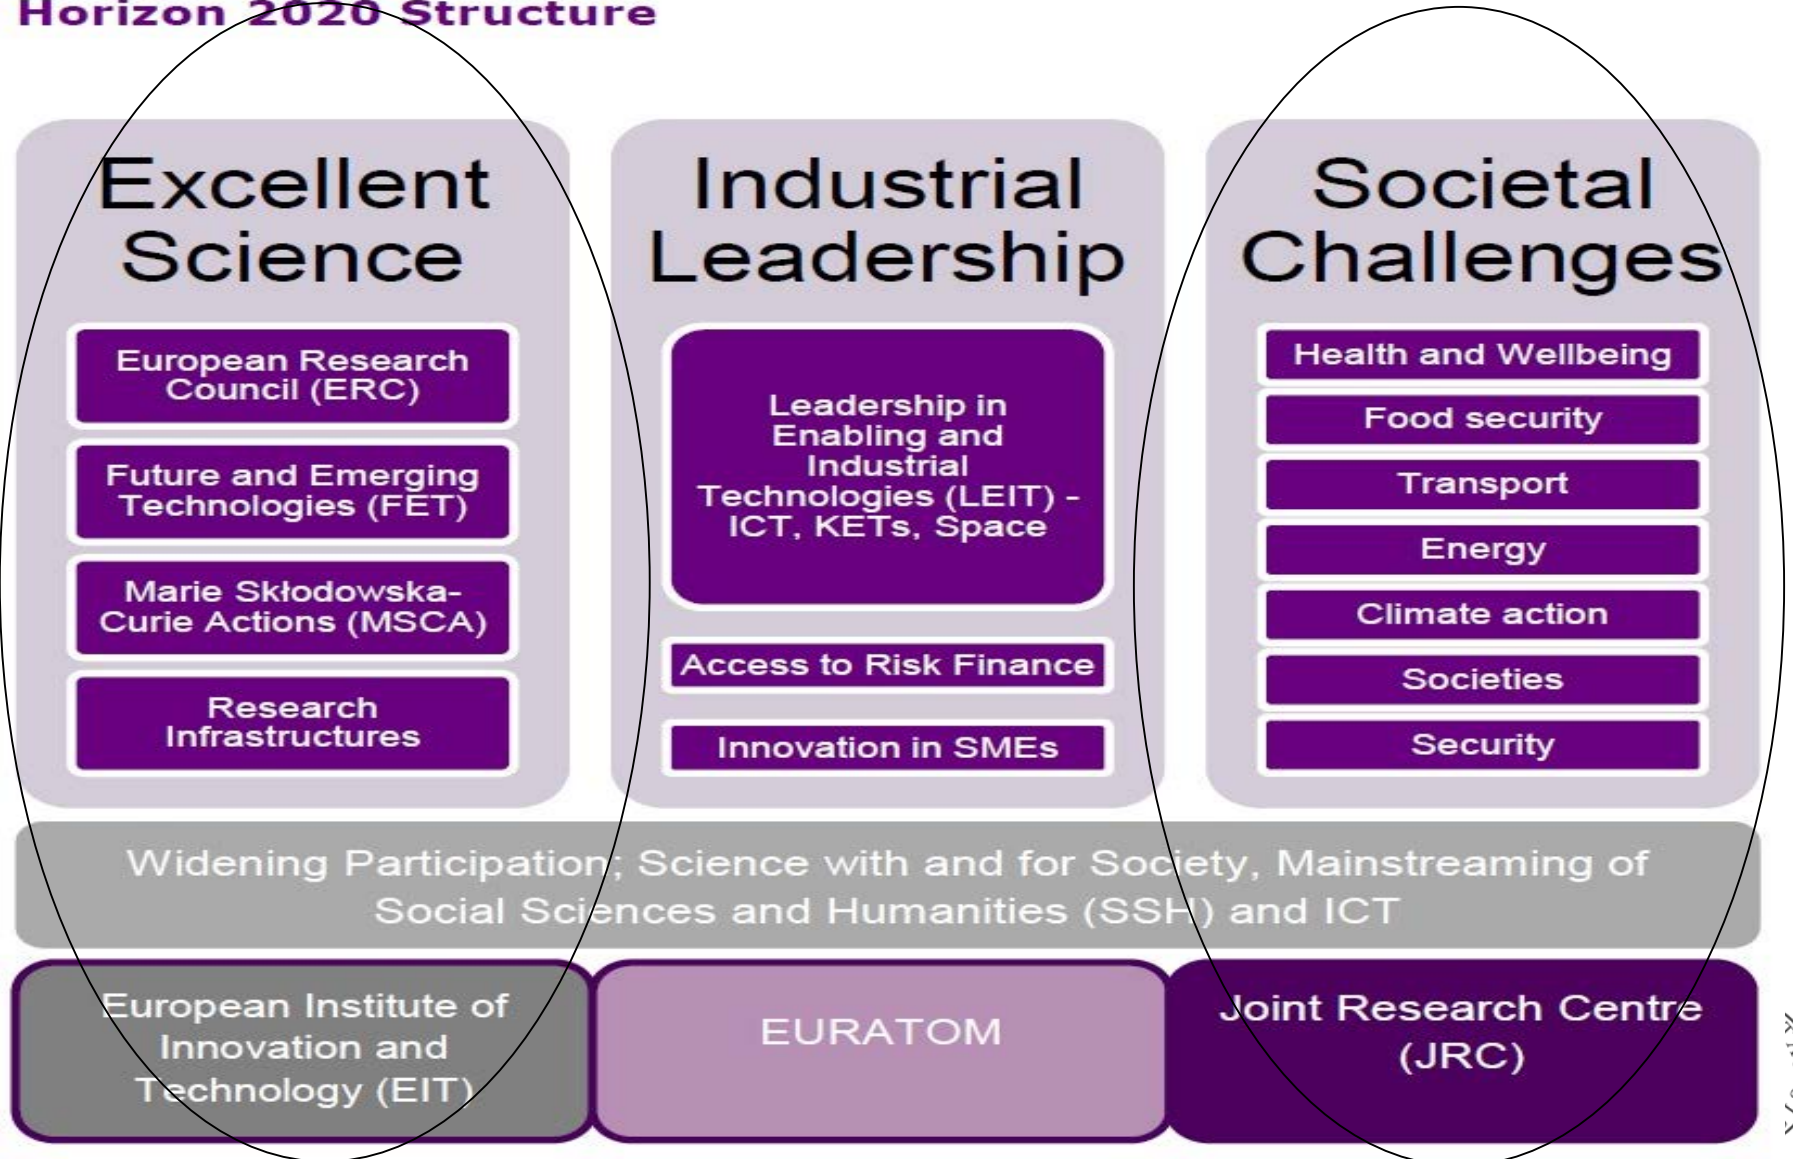 Horizon 2020 Structure
Excellent
Science
European Research
Council (ERC)
Future and Emerging
Technologies (FET)
Marie Skłodowska-
Curie Actions (MSCA)
Research
Infrastructures
Industrial
Leadership
Leadership in
Enabling and
Industrial
Technologies (LEIT) -
ICT, KETs, Space
Access to Risk Finance
Innovation in SMEs
Societal
Challenges
Health and Wellbeing
Food security
Transport
Energy
Climate action
Societies
Security
Widening Participation; Science with and for Society, Mainstreaming of
Social Sciences and Humanities (SSH) and ICT
European Institute of
Innovation and
Technology (EIT)
EURATOM
Joint Research Centre
(JRC)